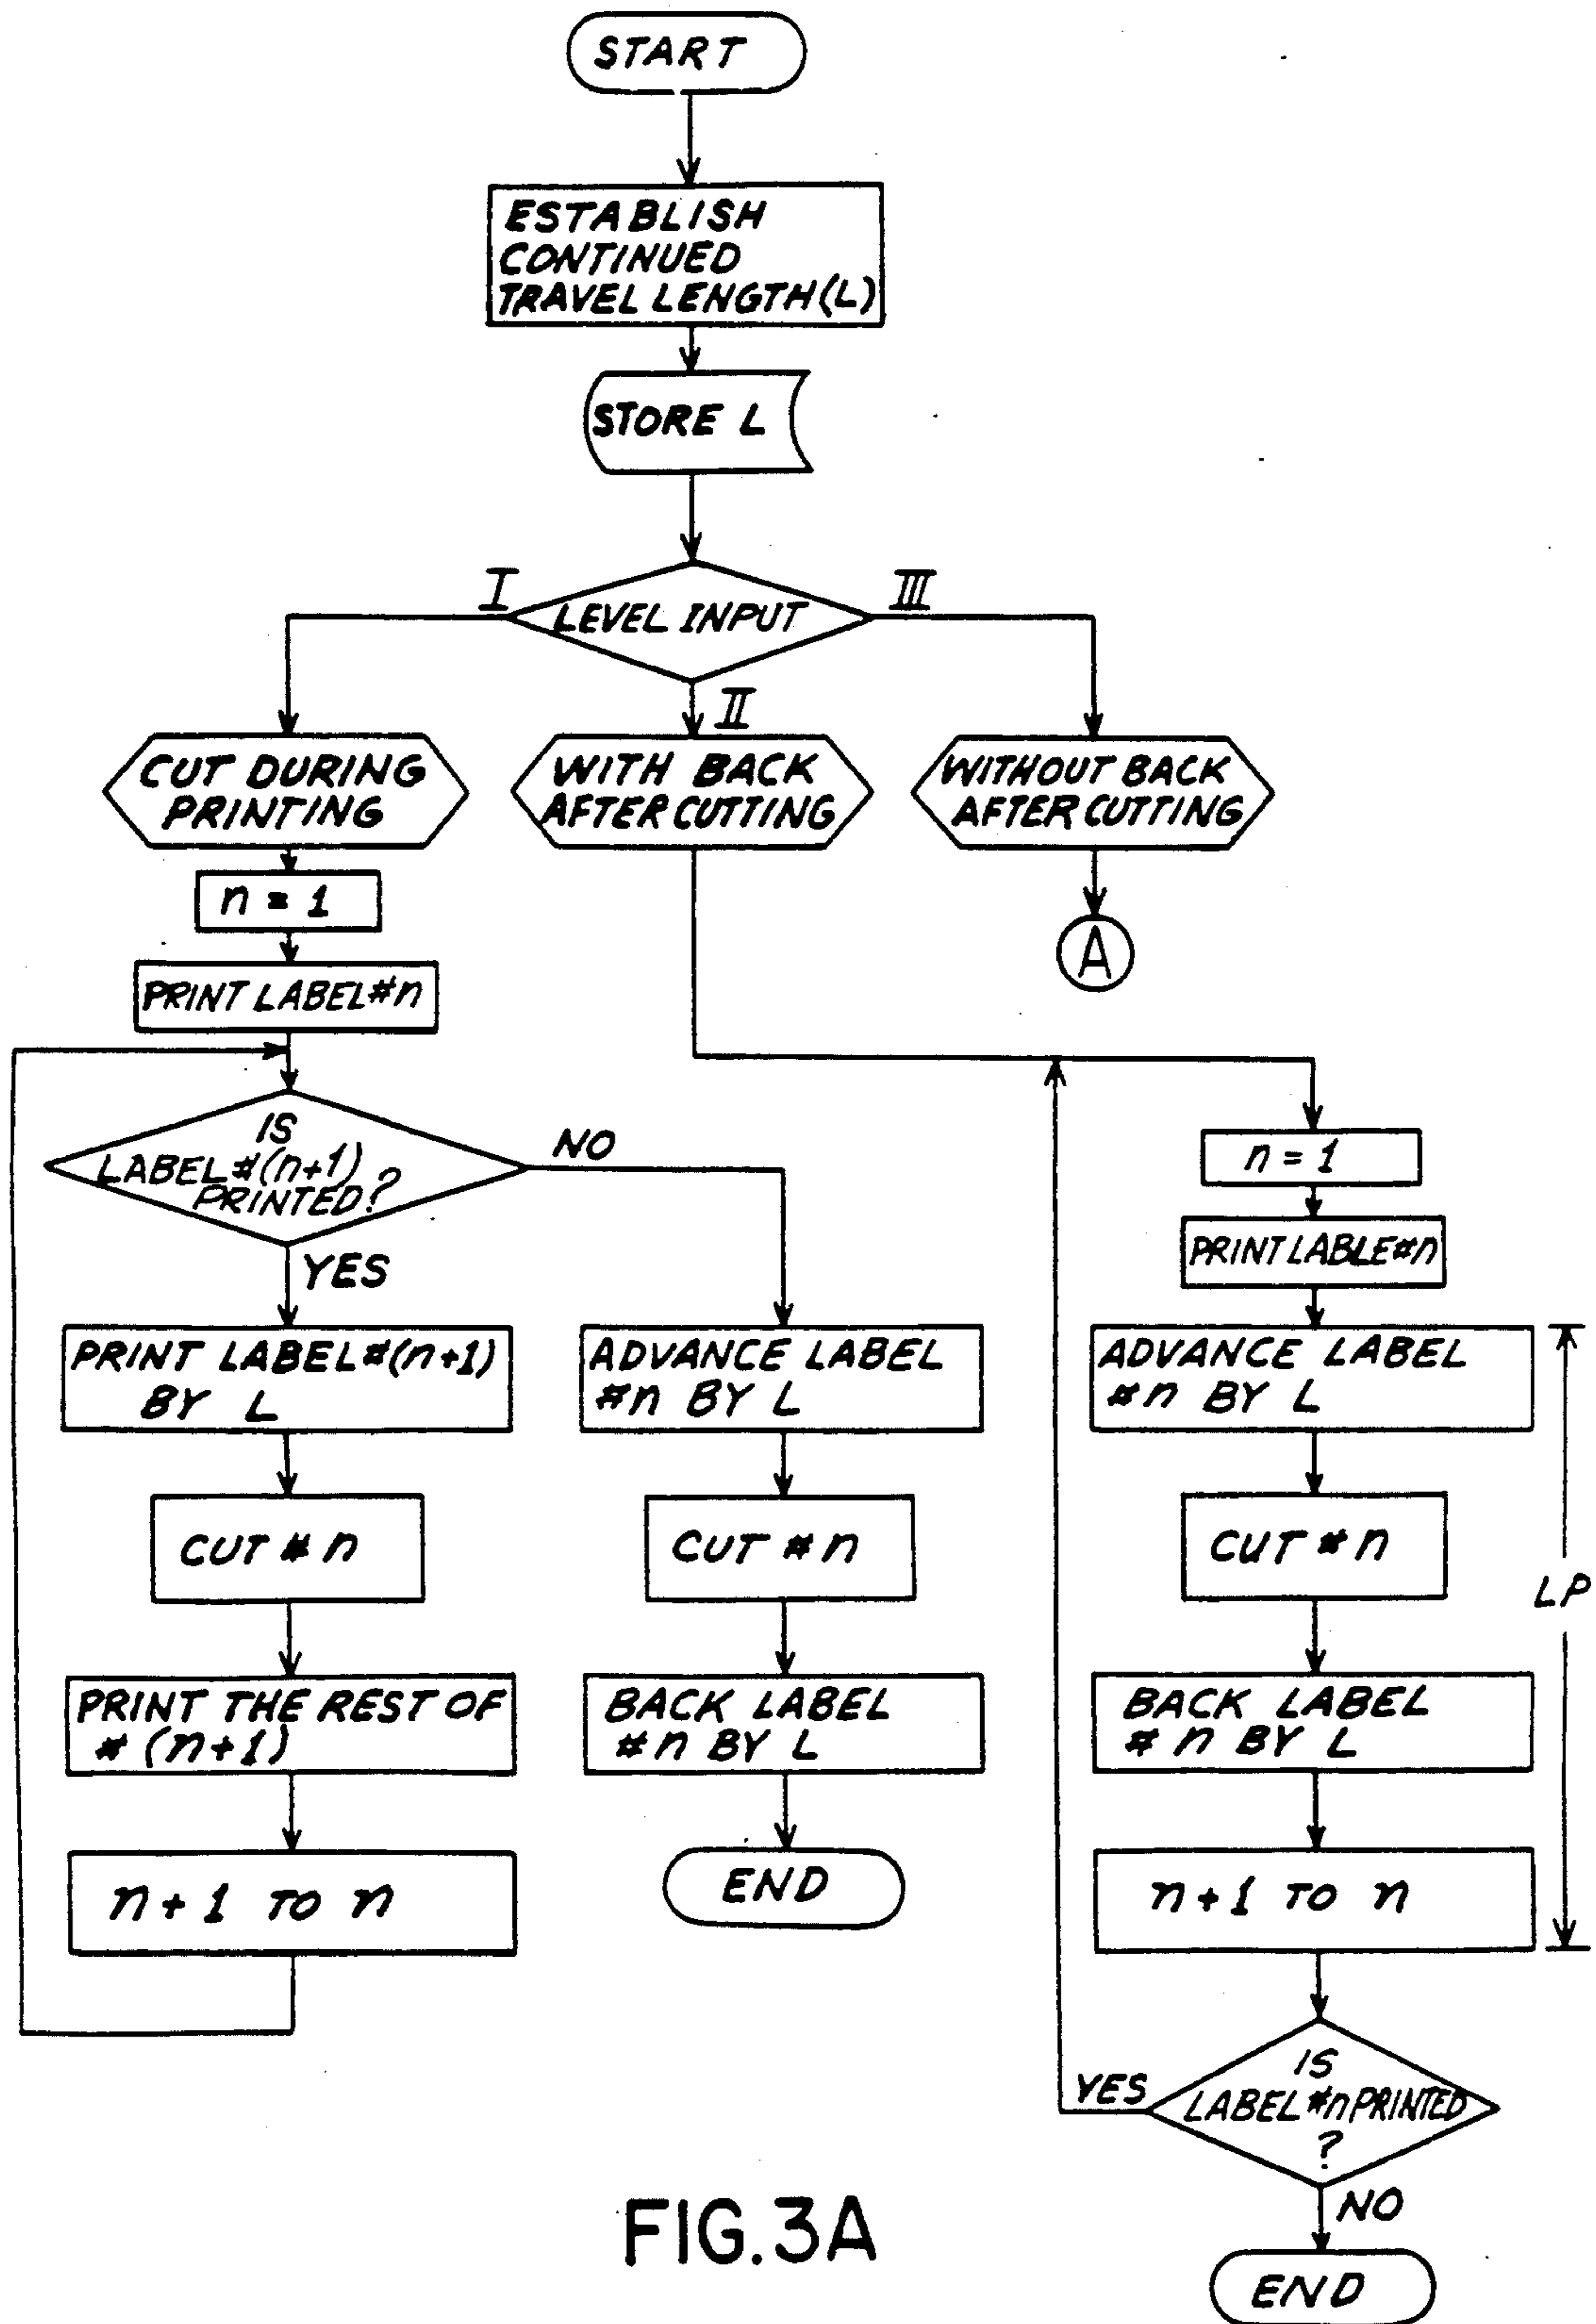 START
ESTABLISH
CONTINUED
TRAVEL LENGTH(L)
STORE L
LEVEL INPUT
I
II
III
CUT DURING
PRINTING
WITH BACK
AFTER CUTTING
WITHOUT BACK
AFTER CUTTING
A
n = 1
PRINT LABEL#n
IS
LABEL#(n+1)
PRINTED?
NO
YES
PRINT LABEL#(n+1)
BY L
CUT # n
PRINT THE REST OF
# (n+1)
n + 1 TO n
ADVANCE LABEL
#n BY L
CUT # n
BACK LABEL
#n BY L
END
n = 1
PRINT LABLE#n
ADVANCE LABEL
#n BY L
CUT # n
BACK LABEL
# n BY L
n + 1 TO n
LP
IS
LABEL#n PRINTED
?
YES
NO
END
FIG. 3A